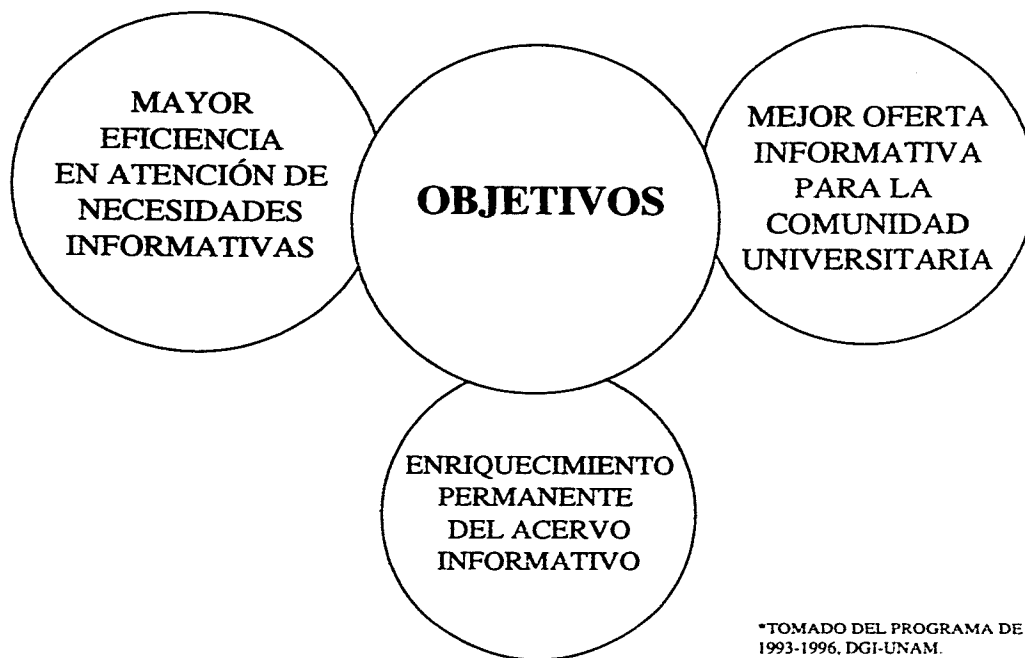 MAYOR
EFICIENCIA
EN ATENCIÓN DE
NECESIDADES
INFORMATIVAS
OBJETIVOS
MEJOR OFERTA
INFORMATIVA
PARA LA
COMUNIDAD
UNIVERSITARIA
ENRIQUECIMIENTO
PERMANENTE
DEL ACERVO
INFORMATIVO
*TOMADO DEL PROGRAMA DE
1993-1996, DGI-UNAM.